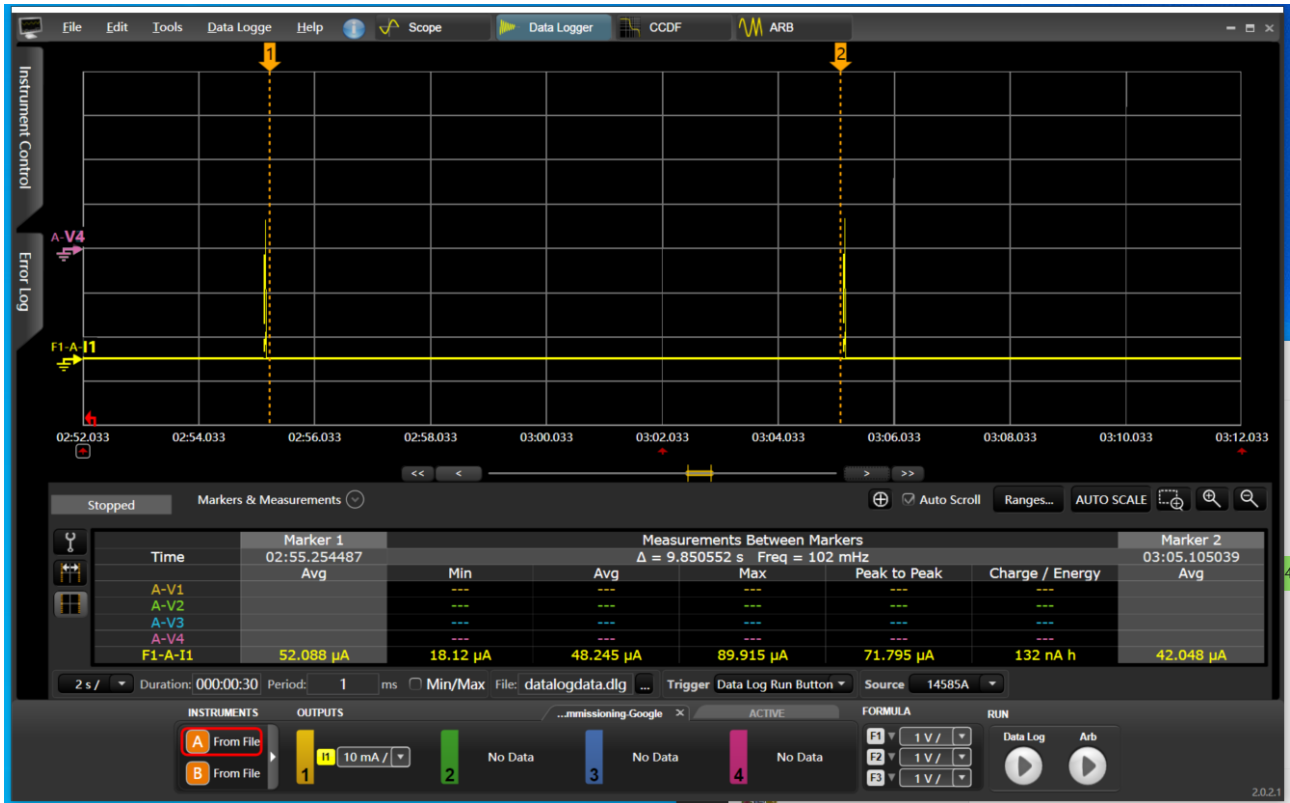 File Edit Tools Data Logge Help Scope Data Logger CCDF ARB
Instrument Control
Error Log
1
2
A-V4
F1-A-I1
02:52.033 02:54.033 02:56.033 02:58.033 03:00.033 03:02.033 03:04.033 03:06.033 03:08.033 03:10.033 03:12.033
<< < > >>
Stopped Markers & Measurements Auto Scroll Ranges... AUTO SCALE
Marker 1 Measurements Between Markers Marker 2
Time 02:55.254487 Δ = 9.850552 s Freq = 102 mHz 03:05.105039
Avg Min Avg Max Peak to Peak Charge / Energy Avg
A-V1 --- --- --- --- ---
A-V2 --- --- --- --- ---
A-V3 --- --- --- --- ---
A-V4 --- --- --- --- ---
F1-A-I1 52.088 µA 18.12 µA 48.245 µA 89.915 µA 71.795 µA 132 nA h 42.048 µA
2 s / Duration: 000:00:30 Period: 1 ms Min/Max File: datalogdata.dlg ... Trigger Data Log Run Button Source 14585A
INSTRUMENTS OUTPUTS ...mmissioning-Google × ACTIVE FORMULA RUN
A From File
B From File
1 I1 10 mA /
2 No Data
3 No Data
4 No Data
F1 1 V /
F2 1 V /
F3 1 V /
Data Log Arb
2.0.2.1
4